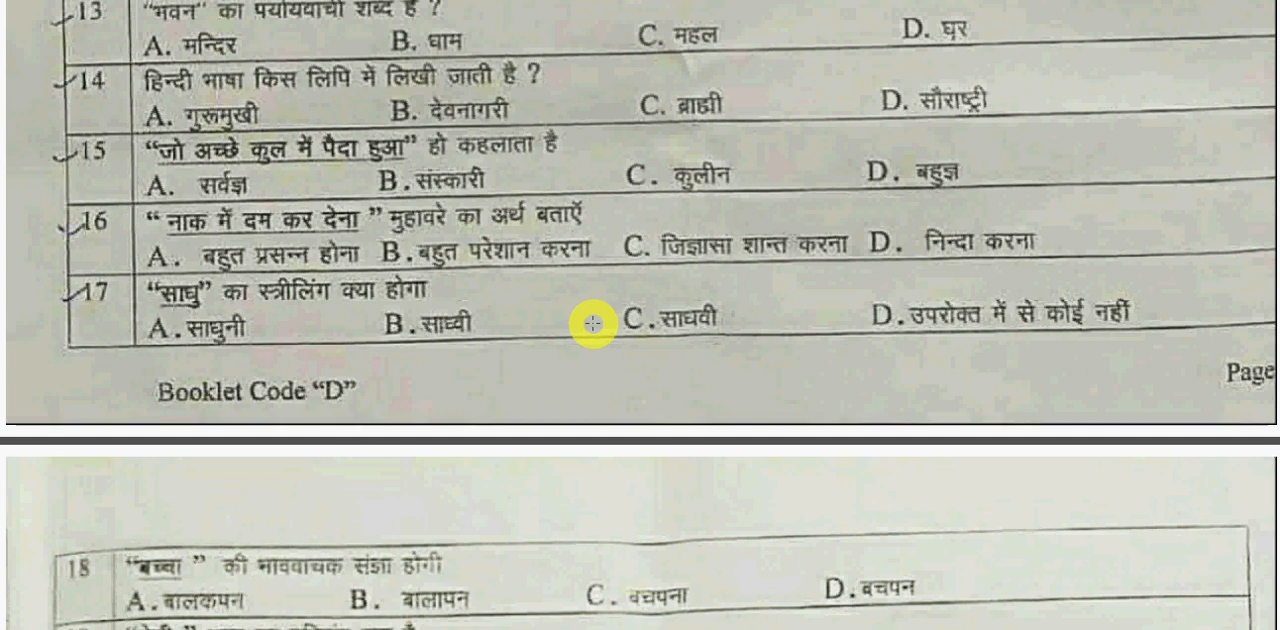 13 "भवन" का पर्यायवाची शब्द है ?
A. मन्दिर B. धाम C. महल D. घर
14 हिन्दी भाषा किस लिपि में लिखी जाती है ?
A. गुरूमुखी B. देवनागरी C. ब्राह्मी D. सौराष्ट्री
15 “जो अच्छे कुल में पैदा हुआ” हो कहलाता है
A. सर्वज्ञ B. संस्कारी C. कुलीन D. बहुज्ञ
16 “ नाक में दम कर देना ” मुहावरे का अर्थ बताऍ
A. बहुत प्रसन्न होना B. बहुत परेशान करना C. जिज्ञासा शान्त करना D. निन्दा करना
17 “साधु” का स्त्रीलिंग क्या होगा
A. साधुनी B. साध्वी C. साधवी D. उपरोक्त में से कोई नहीं
Page
Booklet Code “D”
18 “बच्चा ” की भाववाचक संज्ञा होगी
A. बालकपन B. बालापन C. बचपना D. बचपन